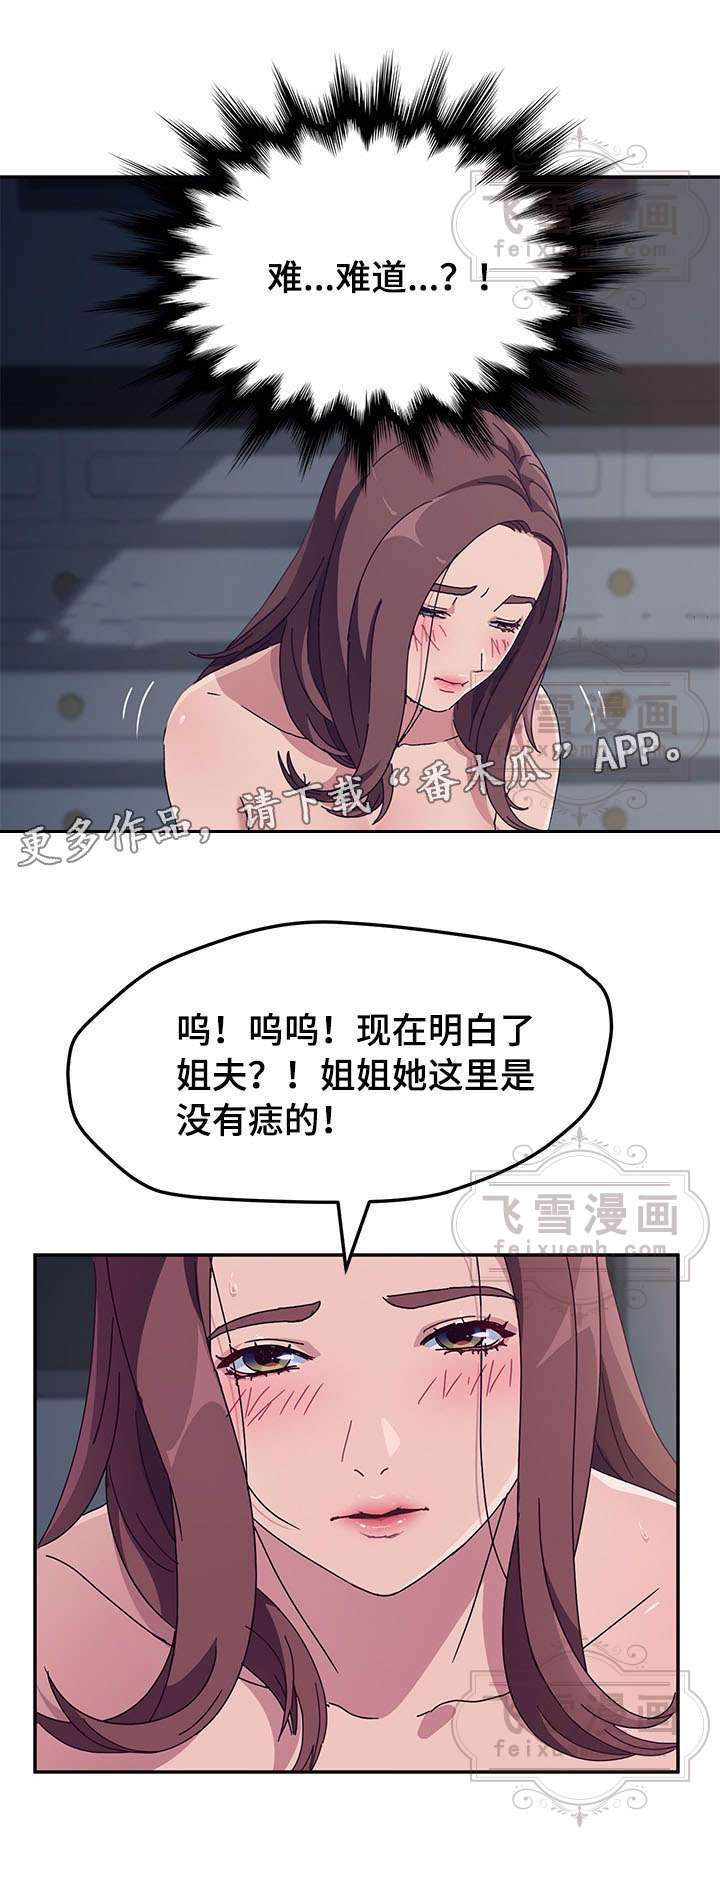 飞雪漫画
feixuemh.com
难…难道…？！
飞雪漫画
feixuemh.com
更多作品，请下载“番木瓜”APP。
呜！呜呜！现在明白了
姐夫？！姐姐她这里是
没有痣的！
飞雪漫画
feixuemh.com
飞雪漫画
feixuemh.com